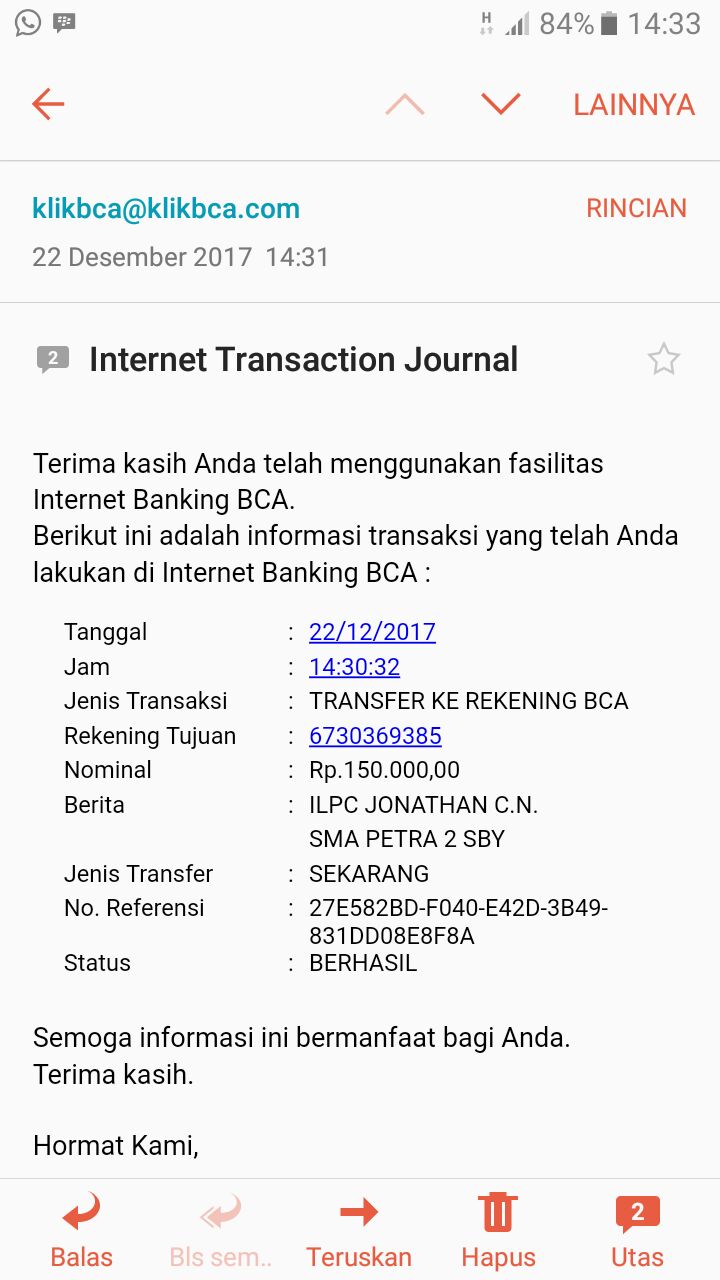 H 84% 14:33
LAINNYA
klikbca@klikbca.com RINCIAN
22 Desember 2017 14:31
2 Internet Transaction Journal
Terima kasih Anda telah menggunakan fasilitas
Internet Banking BCA.
Berikut ini adalah informasi transaksi yang telah Anda
lakukan di Internet Banking BCA :
Tanggal : 22/12/2017
Jam : 14:30:32
Jenis Transaksi : TRANSFER KE REKENING BCA
Rekening Tujuan : 6730369385
Nominal : Rp.150.000,00
Berita : ILPC JONATHAN C.N.
SMA PETRA 2 SBY
Jenis Transfer : SEKARANG
No. Referensi : 27E582BD-F040-E42D-3B49-
831DD08E8F8A
Status : BERHASIL
Semoga informasi ini bermanfaat bagi Anda.
Terima kasih.
Hormat Kami,
2
Balas Bls sem.. Teruskan Hapus Utas